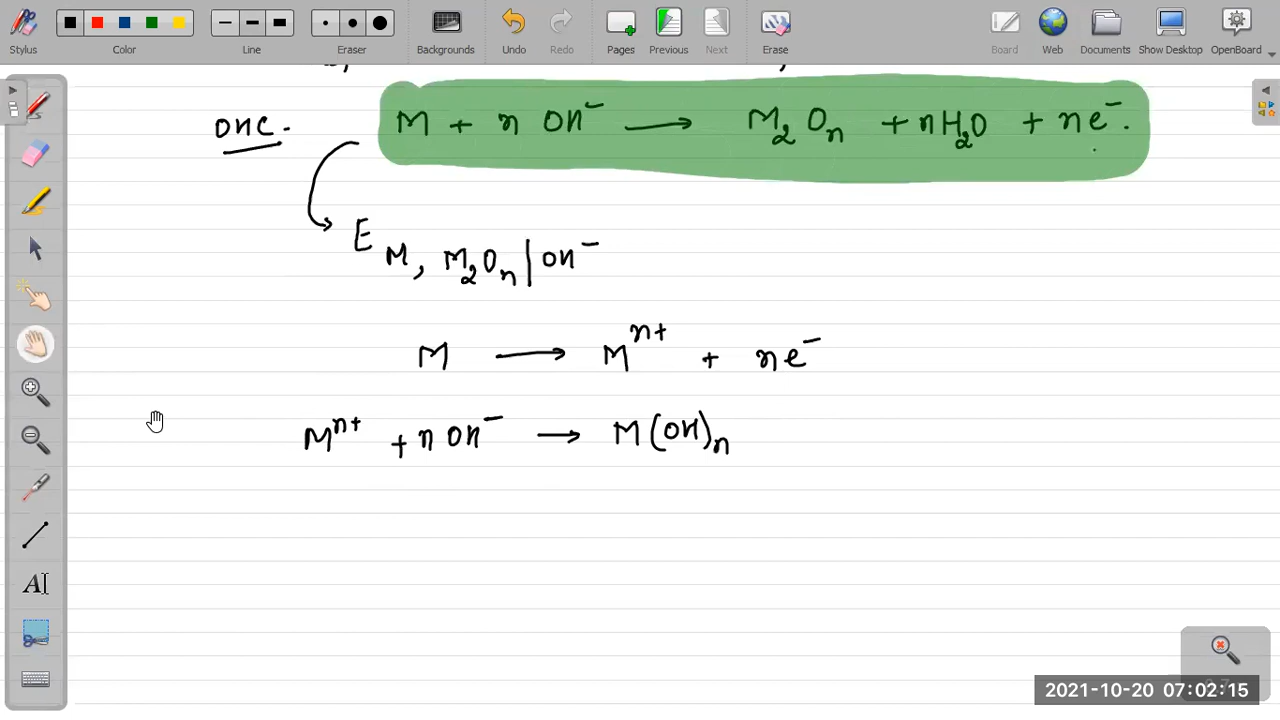 Stylus Color Line Eraser Backgrounds Undo Redo Pages Previous Next Erase Board Web Documents Show Desktop OpenBoard
OHE. M + n OH⁻ → M₂Oₙ + nH₂O + ne⁻.
E M, M₂Oₙ | OH⁻
M → Mⁿ⁺ + ne⁻
Mⁿ⁺ + n OH⁻ → M(OH)ₙ
2021-10-20 07:02:15